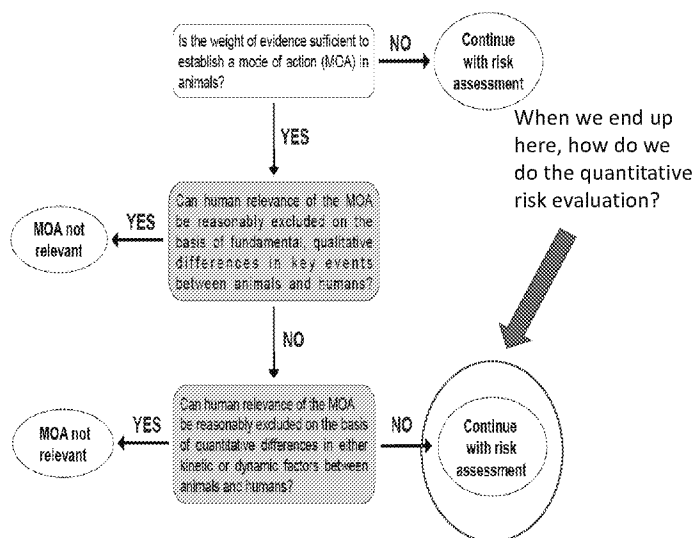 Is the weight of evidence sufficient to
establish a mode of action (MOA) in
animals?
NO
Continue
with risk
assessment
When we end up
here, how do we
do the quantitative
risk evaluation?
YES
Can human relevance of the MOA
be reasonably excluded on the
basis of fundamental, qualitative
differences in key events
between animals and humans?
YES
MOA not
relevant
NO
Can human relevance of the MOA
be reasonably excluded on the basis
of quantitative differences in either
kinetic or dynamic factors between
animals and humans?
YES
MOA not
relevant
NO
Continue
with risk
assessment